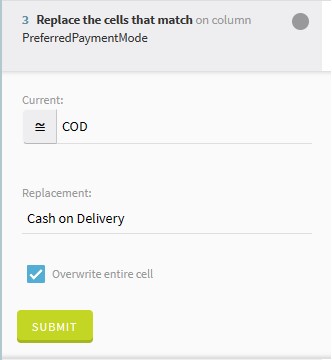 3 Replace the cells that match on column
PreferredPaymentMode
Current:
≅ COD
Replacement:
Cash on Delivery
Overwrite entire cell
SUBMIT